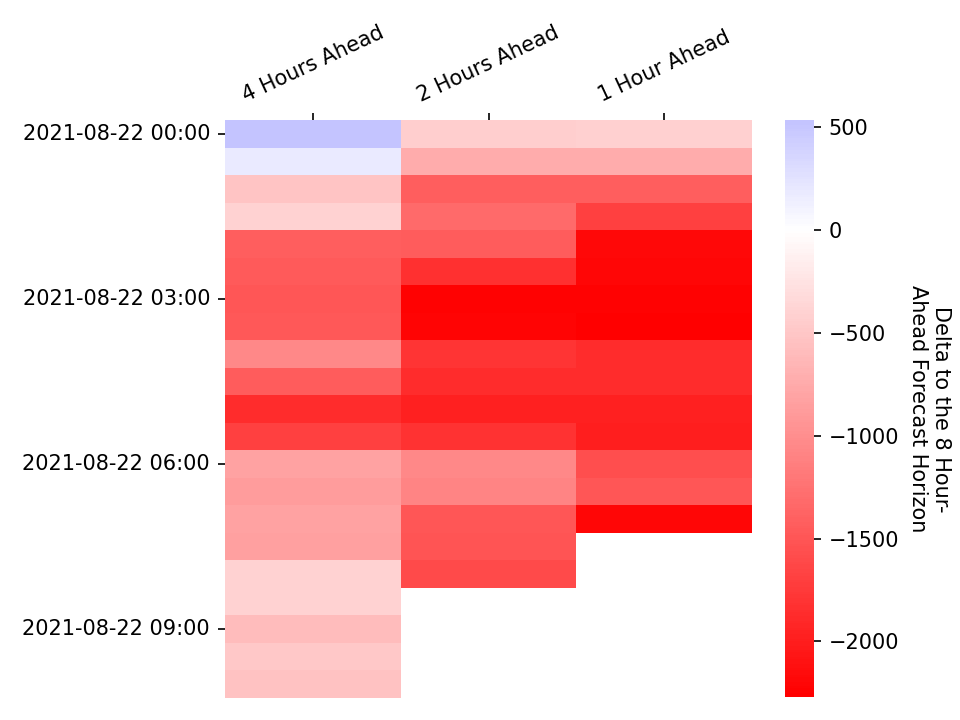 4 Hours Ahead
2 Hours Ahead
1 Hour Ahead
2021-08-22 00:00
2021-08-22 03:00
2021-08-22 06:00
2021-08-22 09:00
500
0
−500
−1000
−1500
−2000
Delta to the 8 Hour-
Ahead Forecast Horizon